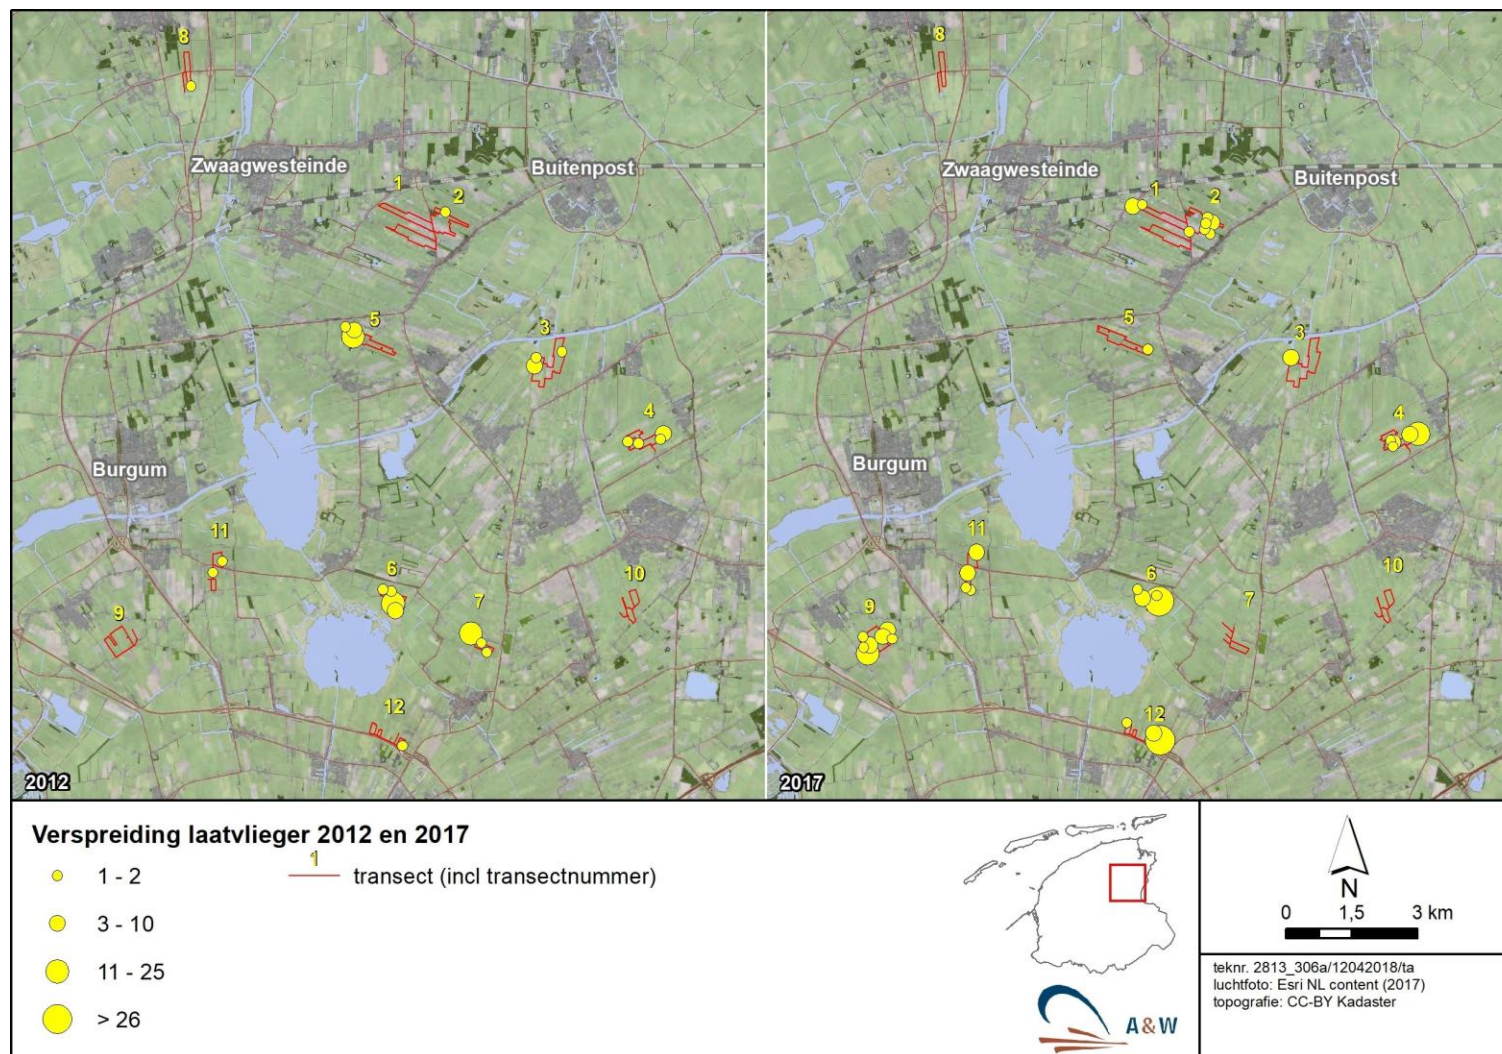 8
Zwaagwesteinde
Buitenpost
1
2
5
3
4
Burgum
11
6
10
9
7
12
2012
8
Zwaagwesteinde
Buitenpost
1
2
5
3
4
Burgum
11
6
10
9
7
12
2017
Verspreiding laatvlieger 2012 en 2017
1 - 2
3 - 10
11 - 25
> 26
1
transect (incl transectnummer)
A&W
N
0 1,5 3 km
teknr. 2813_306a/12042018/ta
luchtfoto: Esri NL content (2017)
topografie: CC-BY Kadaster